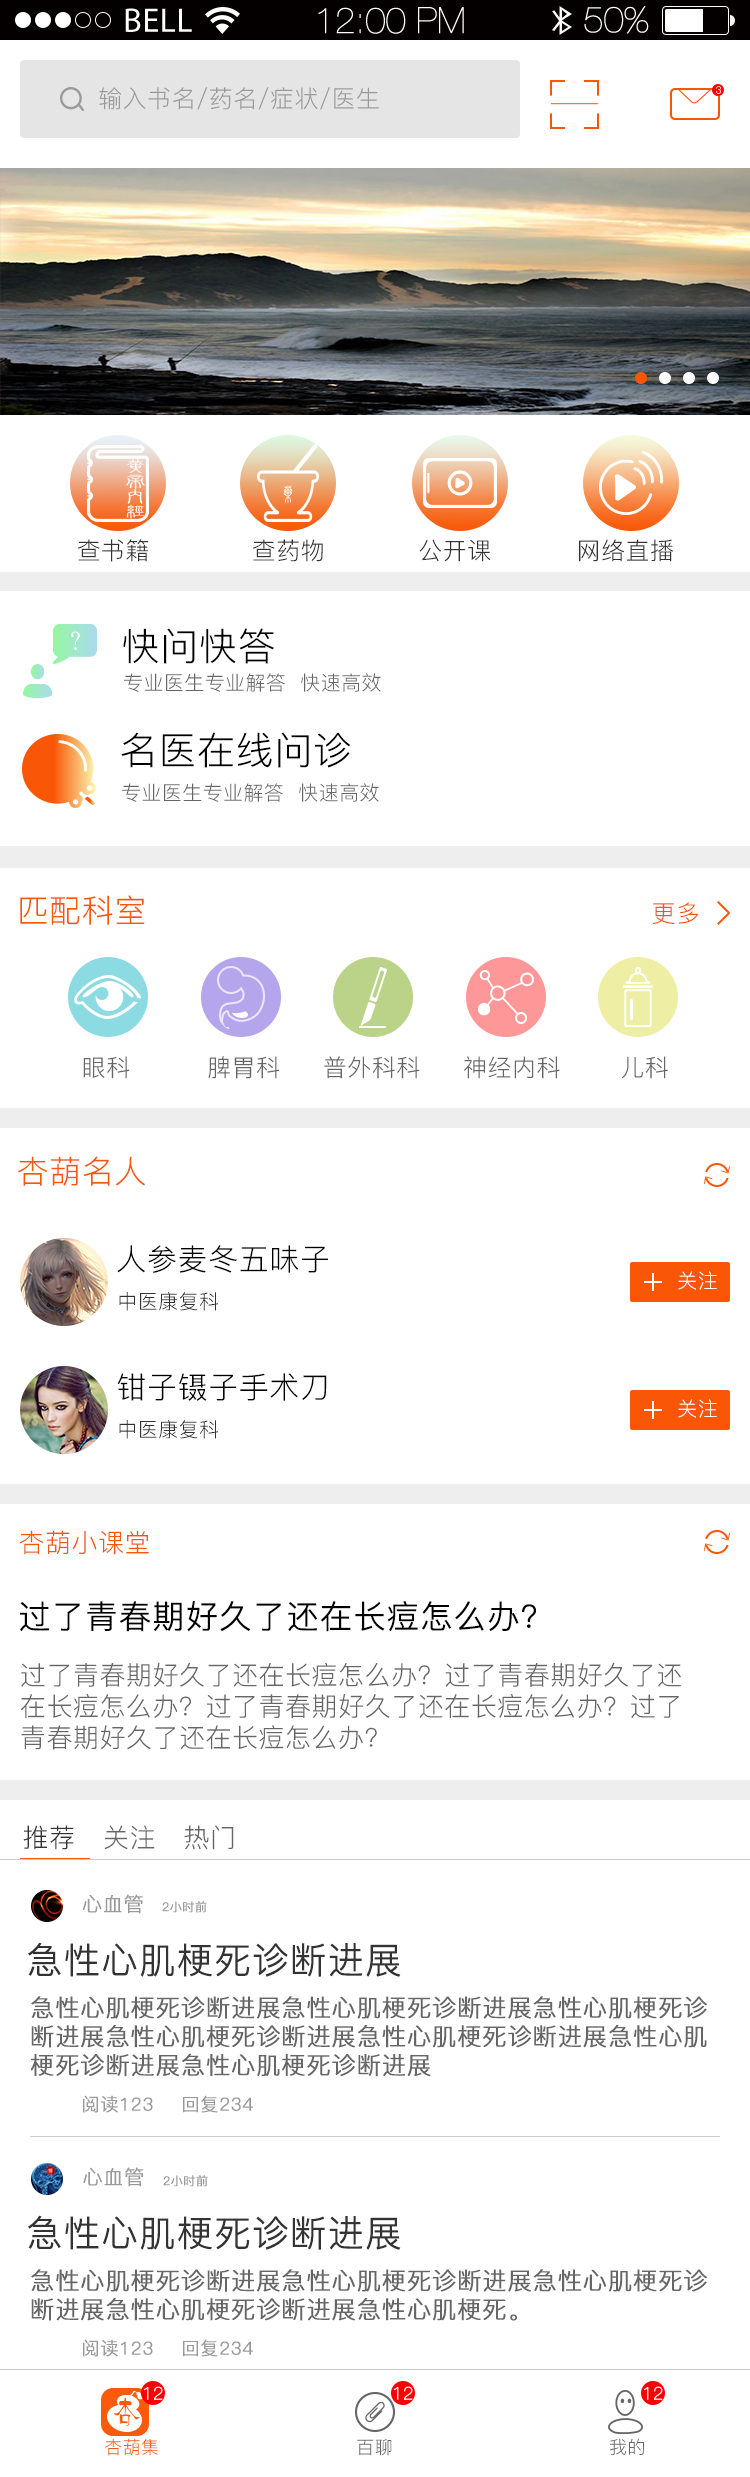 BELL 12:00 PM 50%
输入书名/药名/症状/医生
3
黄帝内經
查书籍 查药物 公开课 网络直播
?
快问快答
专业医生专业解答 快速高效
名医在线问诊
专业医生专业解答 快速高效
匹配科室 更多
眼科 脾胃科 普外科科 神经内科 儿科
杏葫名人
人参麦冬五味子
中医康复科
关注
钳子镊子手术刀
中医康复科
关注
杏葫小课堂
过了青春期好久了还在长痘怎么办?
过了青春期好久了还在长痘怎么办？过了青春期好久了还
在长痘怎么办？过了青春期好久了还在长痘怎么办？过了
青春期好久了还在长痘怎么办？
推荐 关注 热门
心血管 2小时前
急性心肌梗死诊断进展
急性心肌梗死诊断进展急性心肌梗死诊断进展急性心肌梗死诊
断进展急性心肌梗死诊断进展急性心肌梗死诊断进展急性心肌
梗死诊断进展急性心肌梗死诊断进展
阅读123 回复234
心血管 2小时前
急性心肌梗死诊断进展
急性心肌梗死诊断进展急性心肌梗死诊断进展急性心肌梗死诊
断进展急性心肌梗死诊断进展急性心肌梗死。
阅读123 回复234
12 12 12
杏葫集 百聊 我的